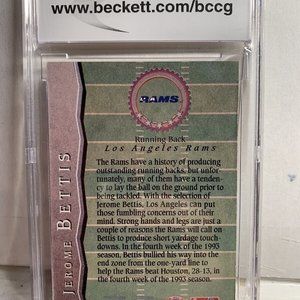 www.beckett.com/bccg
RAMS
Running Back
Los Angeles Rams
The Rams have a history of producing
outstanding running backs, but unfor-
tunately, many of them have a tenden-
cy to lay the ball on the ground prior to
being tackled. With the selection of
Jerome Bettis, Los Angeles can put
those fumbling concerns out of their
mind. Strong hands and legs are just a
couple of reasons the Rams will call on
Bettis to produce short yardage touch-
downs. In the fourth week of the 1993
season, Bettis bullied his way into the
end zone from the one-yard line to
help the Rams beat Houston, 28-13, in
the fourth week of the 1993 season.
JEROME BETTIS